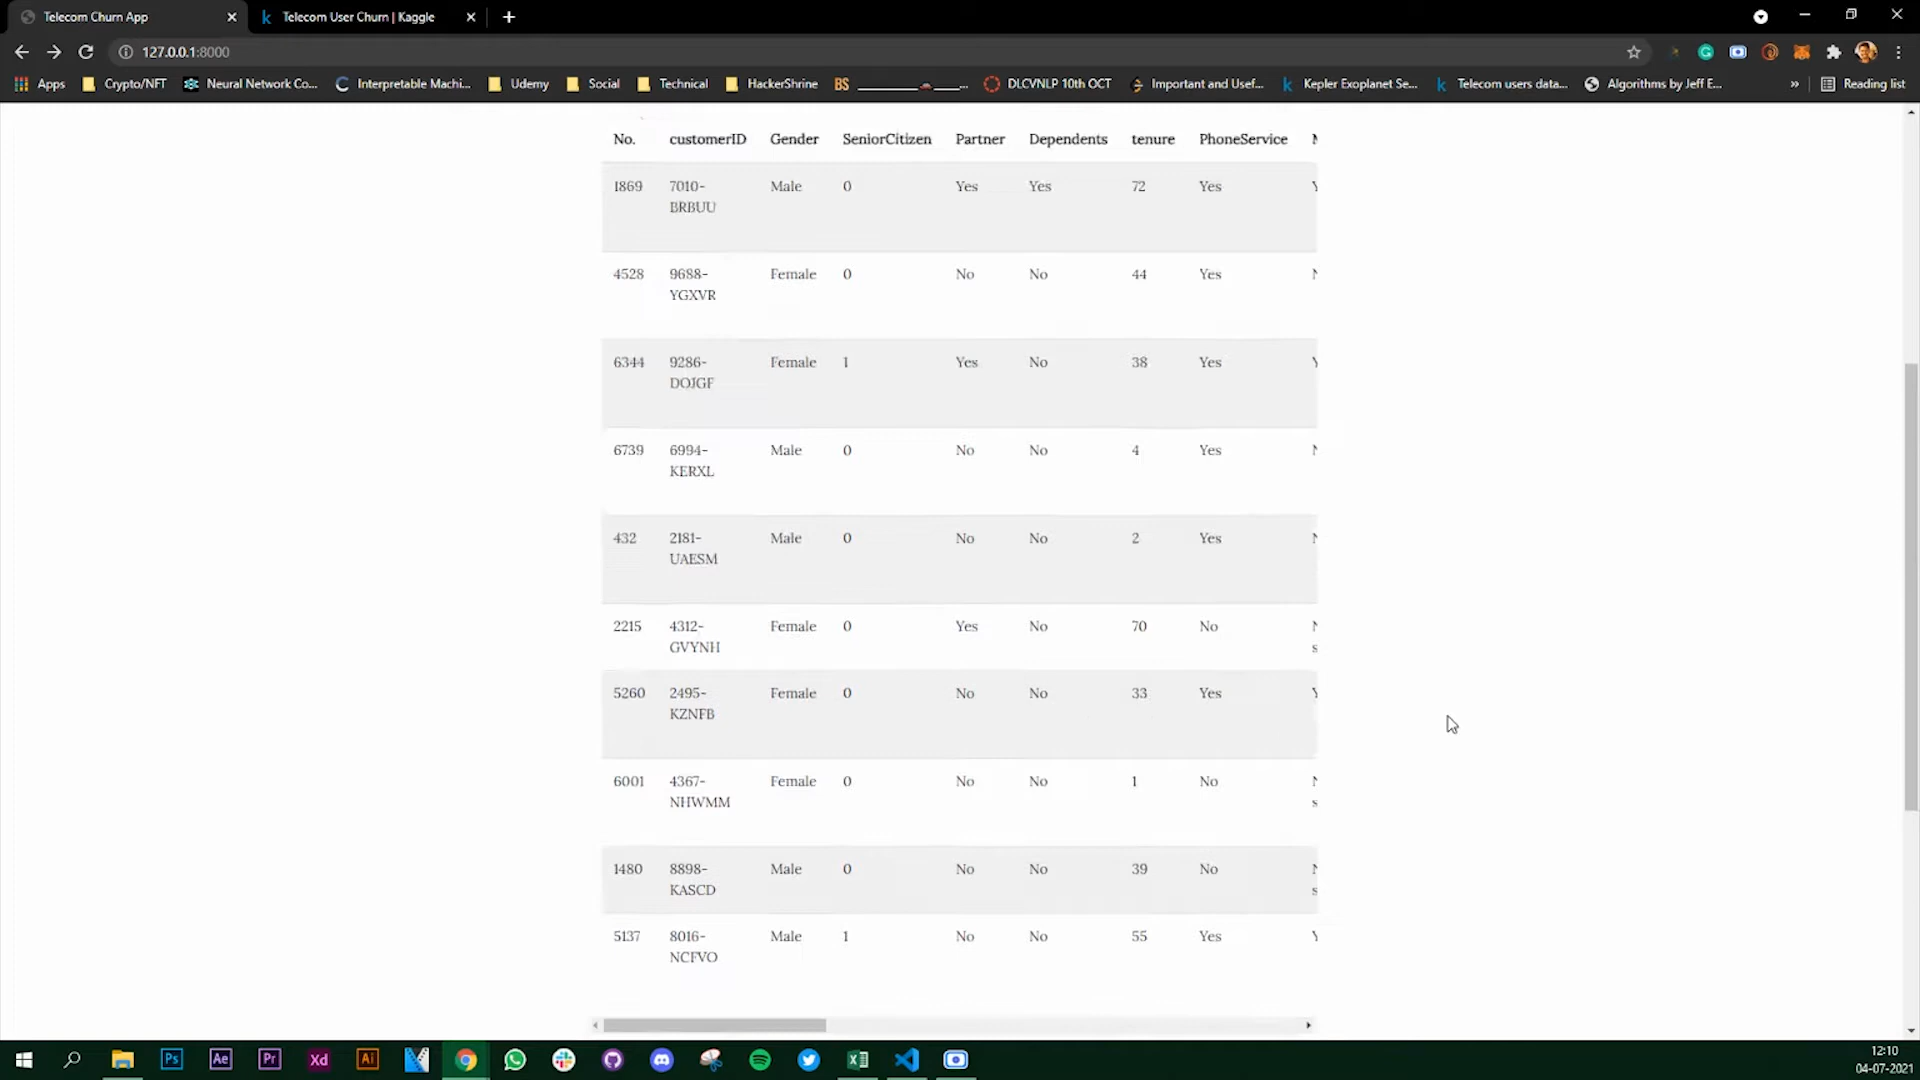 Telecom Churn App
Telecom User Churn | Kaggle
127.0.0.1:8000
Apps Crypto/NFT Neural Network Co... Interpretable Machi... Udemy Social Technical HackerShrine BS DLCVNLP 10th OCT Important and Usef... Kepler Exoplanet Se... Telecom users data... Algorithms by Jeff E... » Reading list
No. customerID Gender SeniorCitizen Partner Dependents tenure PhoneService
1869 7010- Male 0 Yes Yes 72 Yes
BRBUU
4528 9688- Female 0 No No 44 Yes
YGXVR
6344 9286- Female 1 Yes No 38 Yes
DOJGF
6739 6994- Male 0 No No 4 Yes
KERXL
432 2181- Male 0 No No 2 Yes
UAESM
2215 4312- Female 0 Yes No 70 No
GVYNH s
5260 2495- Female 0 No No 33 Yes
KZNFB
6001 4367- Female 0 No No 1 No
NHWMM s
1480 8898- Male 0 No No 39 No
KASCD s
5137 8016- Male 1 No No 55 Yes
NCFVO
Ps Ae Pr Xd Ai
12:10
04-07-2021